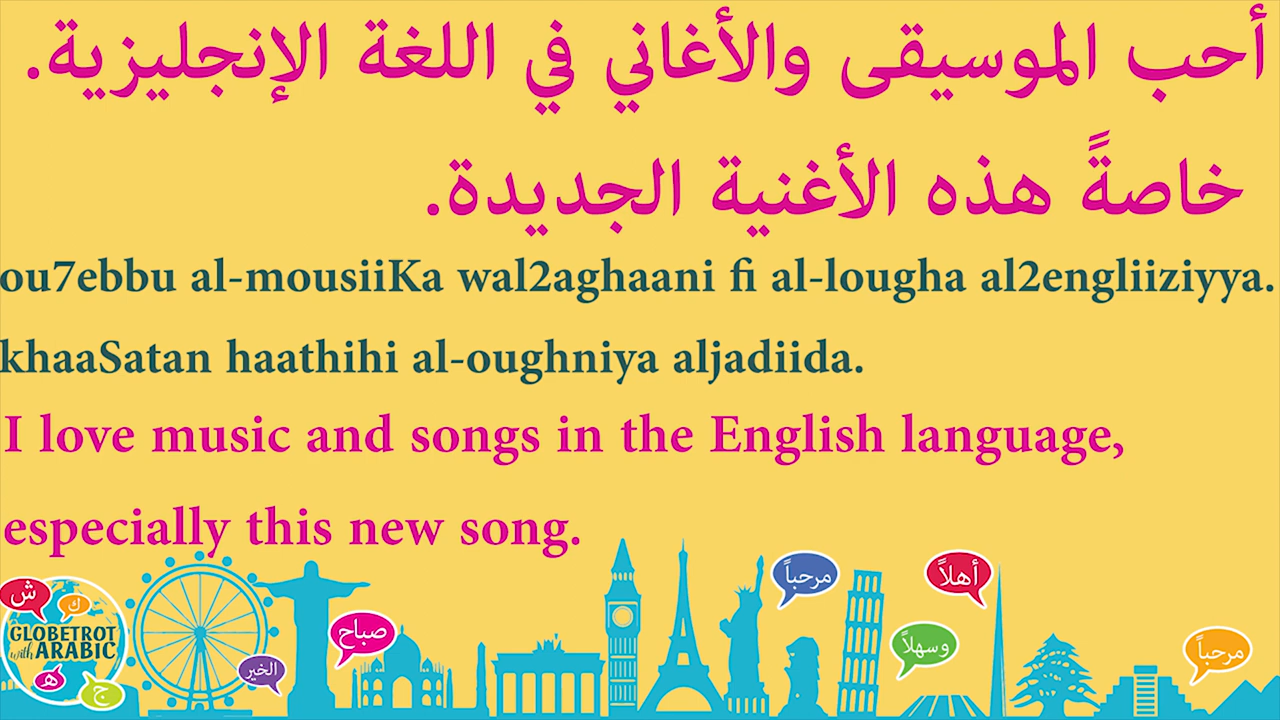 أحب الموسيقى والأغاني في اللغة الإنجليزية.
خاصةً هذه الأغنية الجديدة.
ou7ebbu al-mousiiKa wal2aghaani fi al-lougha al2engliiziyya.
khaaSatan haathihi al-oughniya aljadiida.
I love music and songs in the English language,
especially this new song.
ش
ك
GLOBETROT
with ARABIC
ﻫ
ج
الخير
صباح
مرحباً
أهلاً
وسهلاً
مرحباً